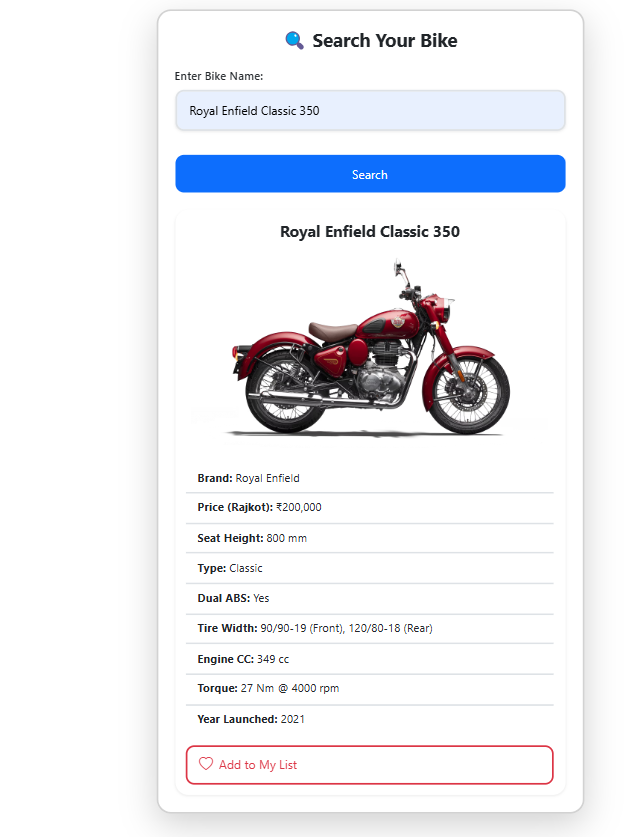 Search Your Bike
Enter Bike Name:
Royal Enfield Classic 350
Search
Royal Enfield Classic 350
Brand: Royal Enfield
Price (Rajkot): ₹200,000
Seat Height: 800 mm
Type: Classic
Dual ABS: Yes
Tire Width: 90/90-19 (Front), 120/80-18 (Rear)
Engine CC: 349 cc
Torque: 27 Nm @ 4000 rpm
Year Launched: 2021
Add to My List